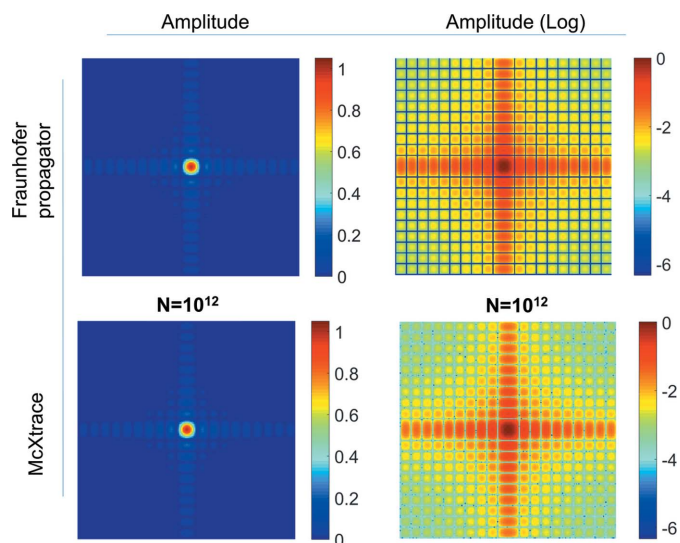 Amplitude
Amplitude (Log)
Fraunhofer
propagator
1
0.8
0.6
0.4
0.2
0
0
-2
-4
-6
N=10¹²
N=10¹²
McXtrace
1
0.8
0.6
0.4
0.2
0
0
-2
-4
-6